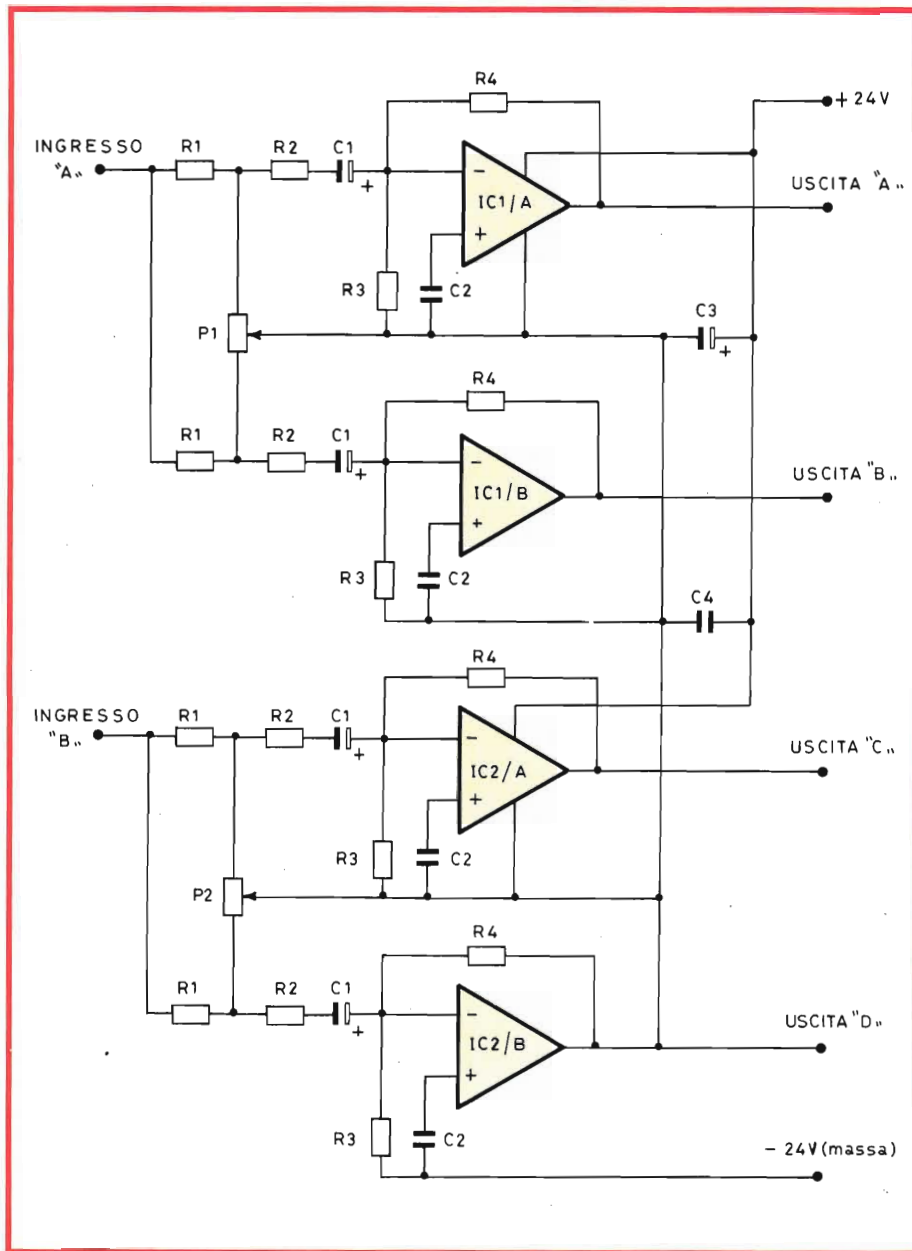 R4
+ 24V
INGRESSO
"A"
R1
R2
C1
+
-
IC1/A
+
USCITA "A"
R3
C2
C3
+
P1
R4
R1
R2
C1
+
-
IC1/B
+
USCITA "B"
R3
C2
C4
R4
INGRESSO
"B"
R1
R2
C1
+
-
IC2/A
+
USCITA "C"
R3
C2
P2
R4
R1
R2
C1
+
-
IC2/B
+
USCITA "D"
R3
C2
- 24V (massa)